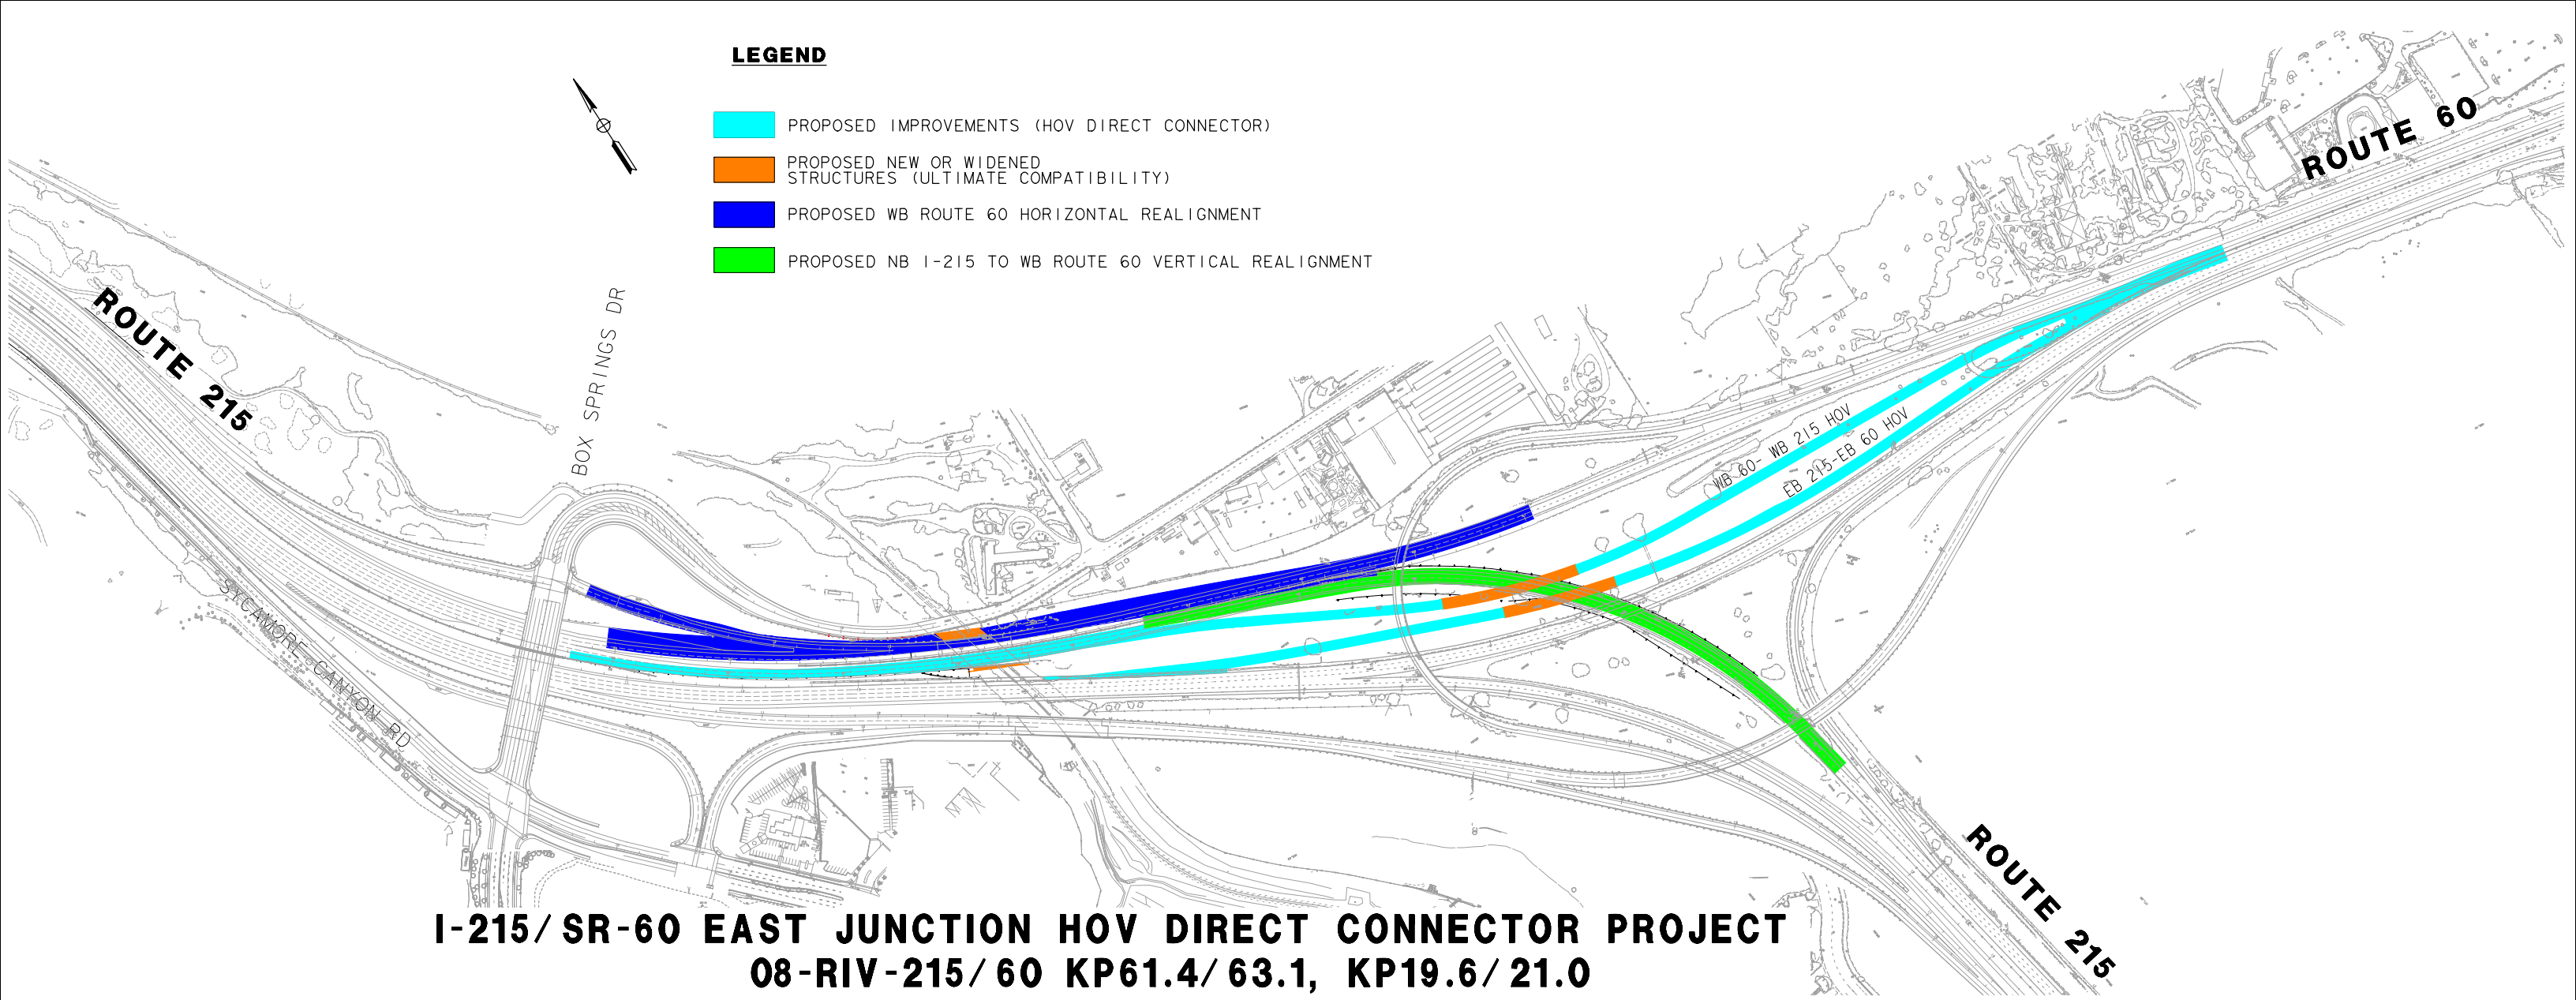 LEGEND
PROPOSED IMPROVEMENTS (HOV DIRECT CONNECTOR)
PROPOSED NEW OR WIDENED
STRUCTURES (ULTIMATE COMPATIBILITY)
PROPOSED WB ROUTE 60 HORIZONTAL REALIGNMENT
PROPOSED NB I-215 TO WB ROUTE 60 VERTICAL REALIGNMENT
ROUTE 60
ROUTE 215
BOX SPRINGS DR
WB 60- WB 215 HOV
EB 215-EB 60 HOV
SYCAMORE CANYON RD
ROUTE 215
I-215/SR-60 EAST JUNCTION HOV DIRECT CONNECTOR PROJECT
08-RIV-215/60 KP61.4/63.1, KP19.6/21.0